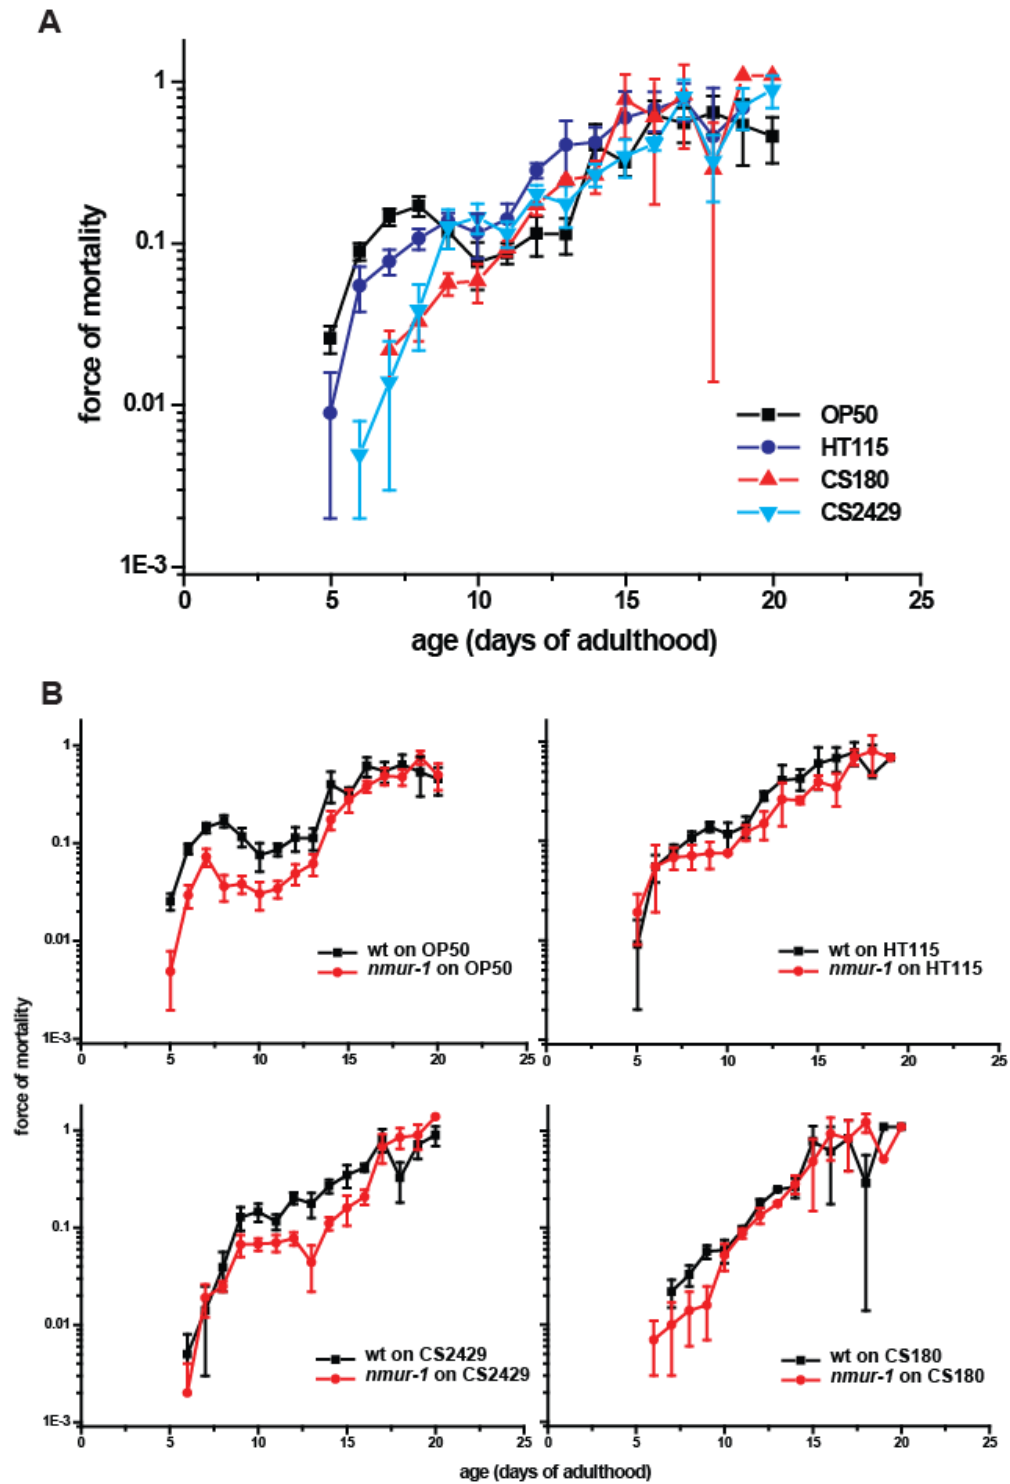 A
1
0.1
0.01
1E-3
force of mortality
OP50
HT115
CS180
CS2429
0 5 10 15 20 25
age (days of adulthood)
B
1
0.1
0.01
1E-3
wt on OP50
nmur-1 on OP50
0 5 10 15 20 25
wt on HT115
nmur-1 on HT115
5 10 15 20 25
force of mortality
1
0.1
0.01
1E-3
wt on CS2429
nmur-1 on CS2429
0 5 10 15 20 25
wt on CS180
nmur-1 on CS180
0 5 10 15 20 25
age (days of adulthood)